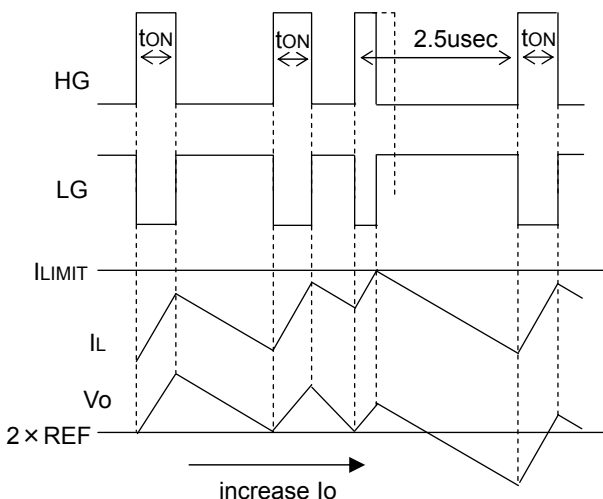 tON tON 2.5usec tON
HG
LG
ILIMIT
IL
Vo
2×REF
increase Io